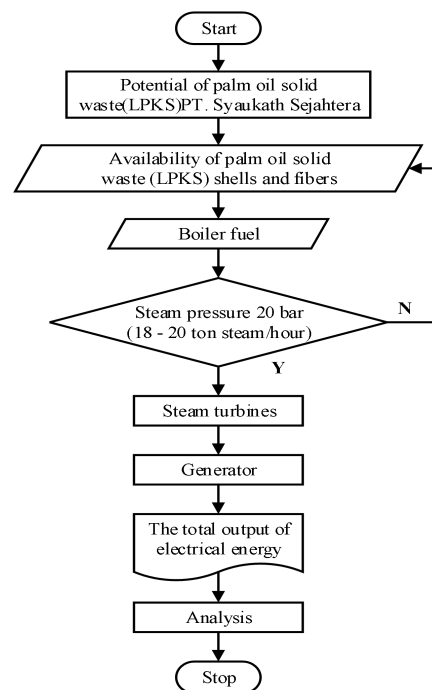 Start
Potential of palm oil solid
waste(LPKS)PT. Syaukath Sejahtera
Availability of palm oil solid
waste (LPKS) shells and fibers
Boiler fuel
Steam pressure 20 bar
(18 - 20 ton steam/hour)
N
Y
Steam turbines
Generator
The total output of
electrical energy
Analysis
Stop